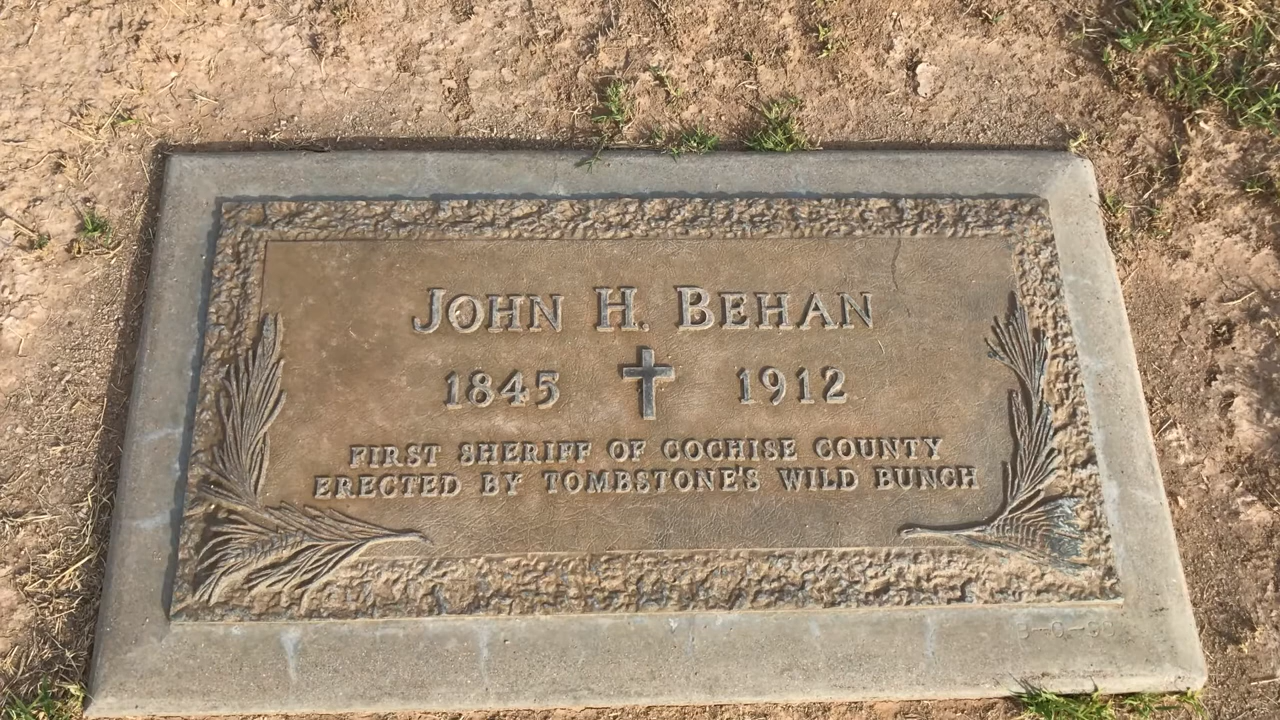 JOHN H. BEHAN
1845 1912
FIRST SHERIFF OF COCHISE COUNTY
ERECTED BY TOMBSTONE'S WILD BUNCH